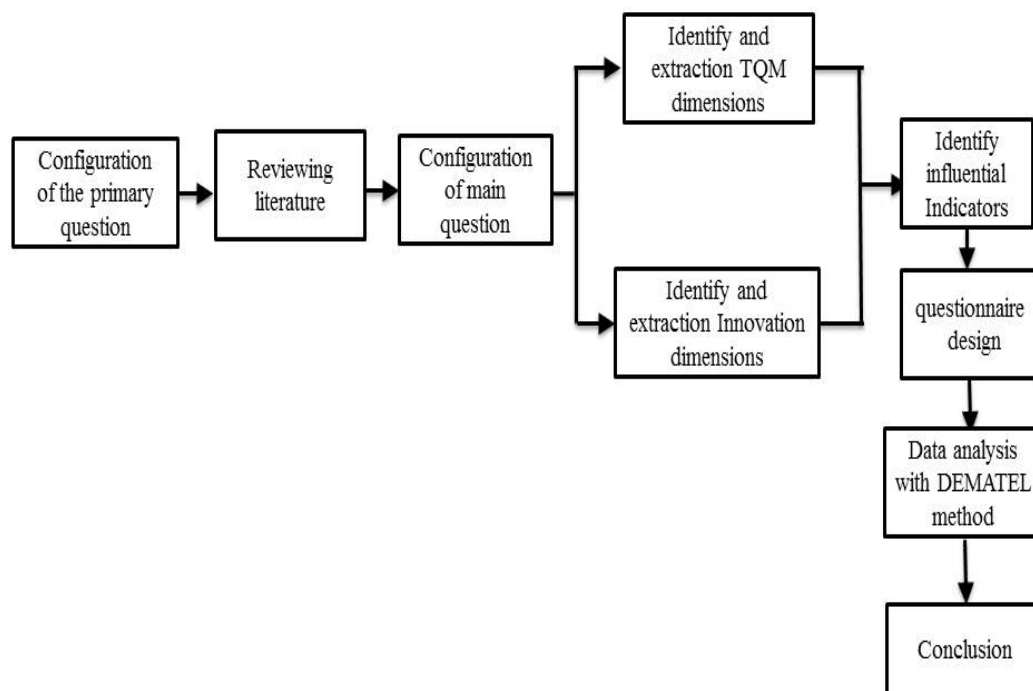 Configuration
of the primary
question
Reviewing
literature
Configuration
of main
question
Identify and
extraction TQM
dimensions
Identify and
extraction Innovation
dimensions
Identify
influential
Indicators
questionnaire
design
Data analysis
with DEMATEL
method
Conclusion